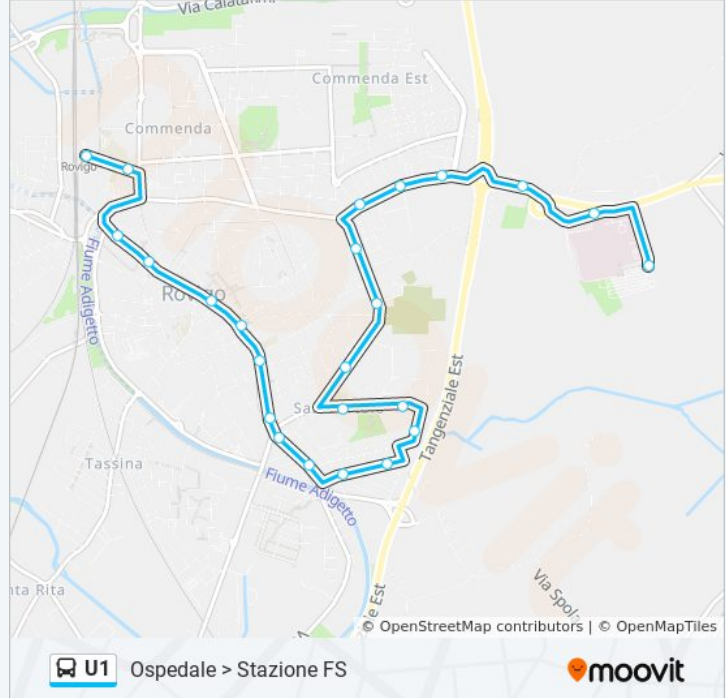 Via Calatafimi
Commenda Est
Commenda
Rovigo
Fiume Adigetto
Rovigo
Tangenziale Est
Tassina
Fiume Adigetto
nta Rita
Via Spola
e Est
© OpenStreetMap contributors | © OpenMapTiles
U1 Ospedale > Stazione FS
moovit